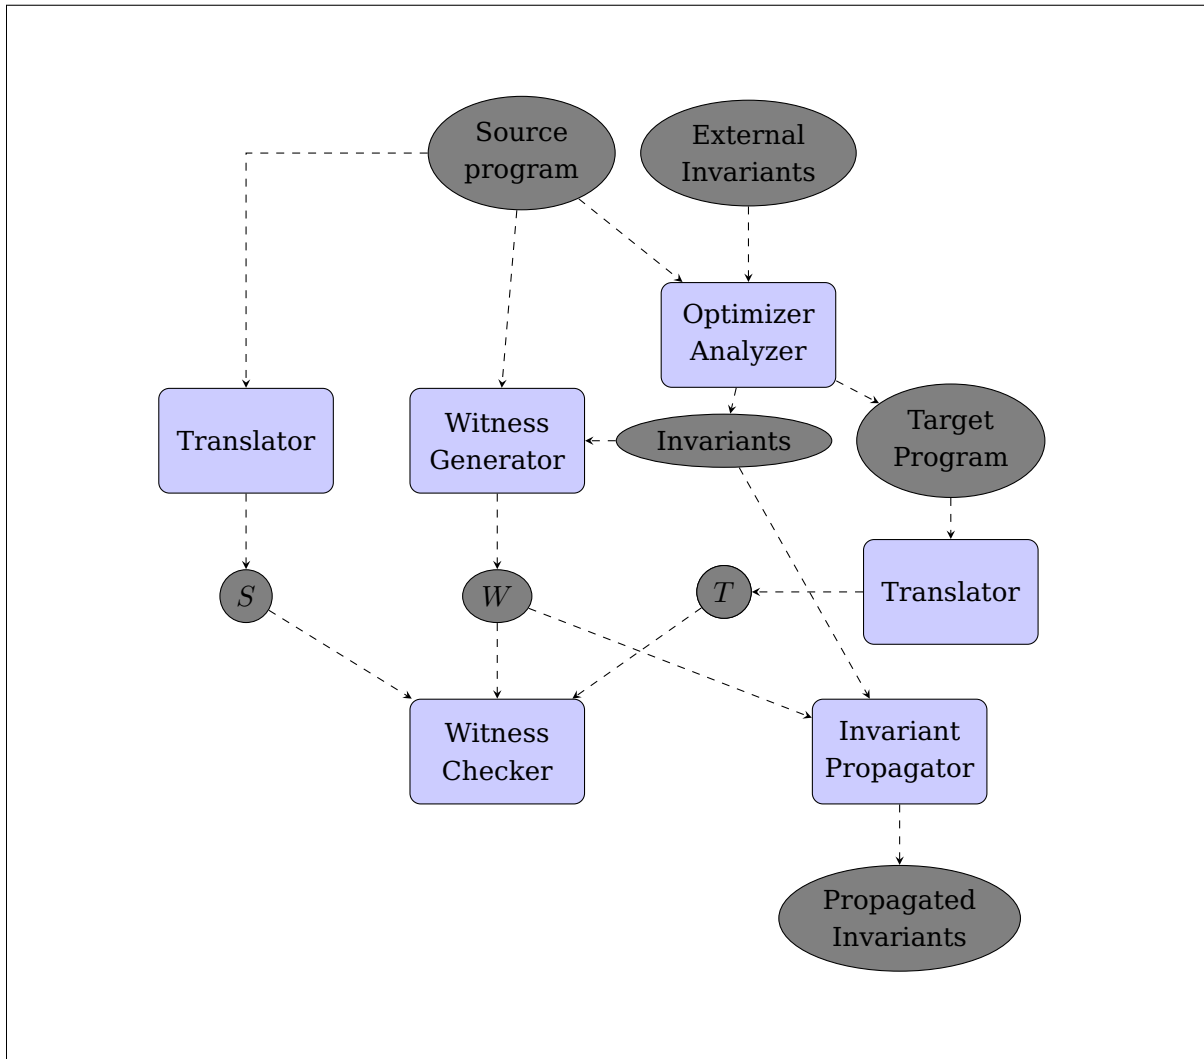 Source
program
External
Invariants
Optimizer
Analyzer
Translator
Witness
Generator
Invariants
Target
Program
S
W
T
Translator
Witness
Checker
Invariant
Propagator
Propagated
Invariants